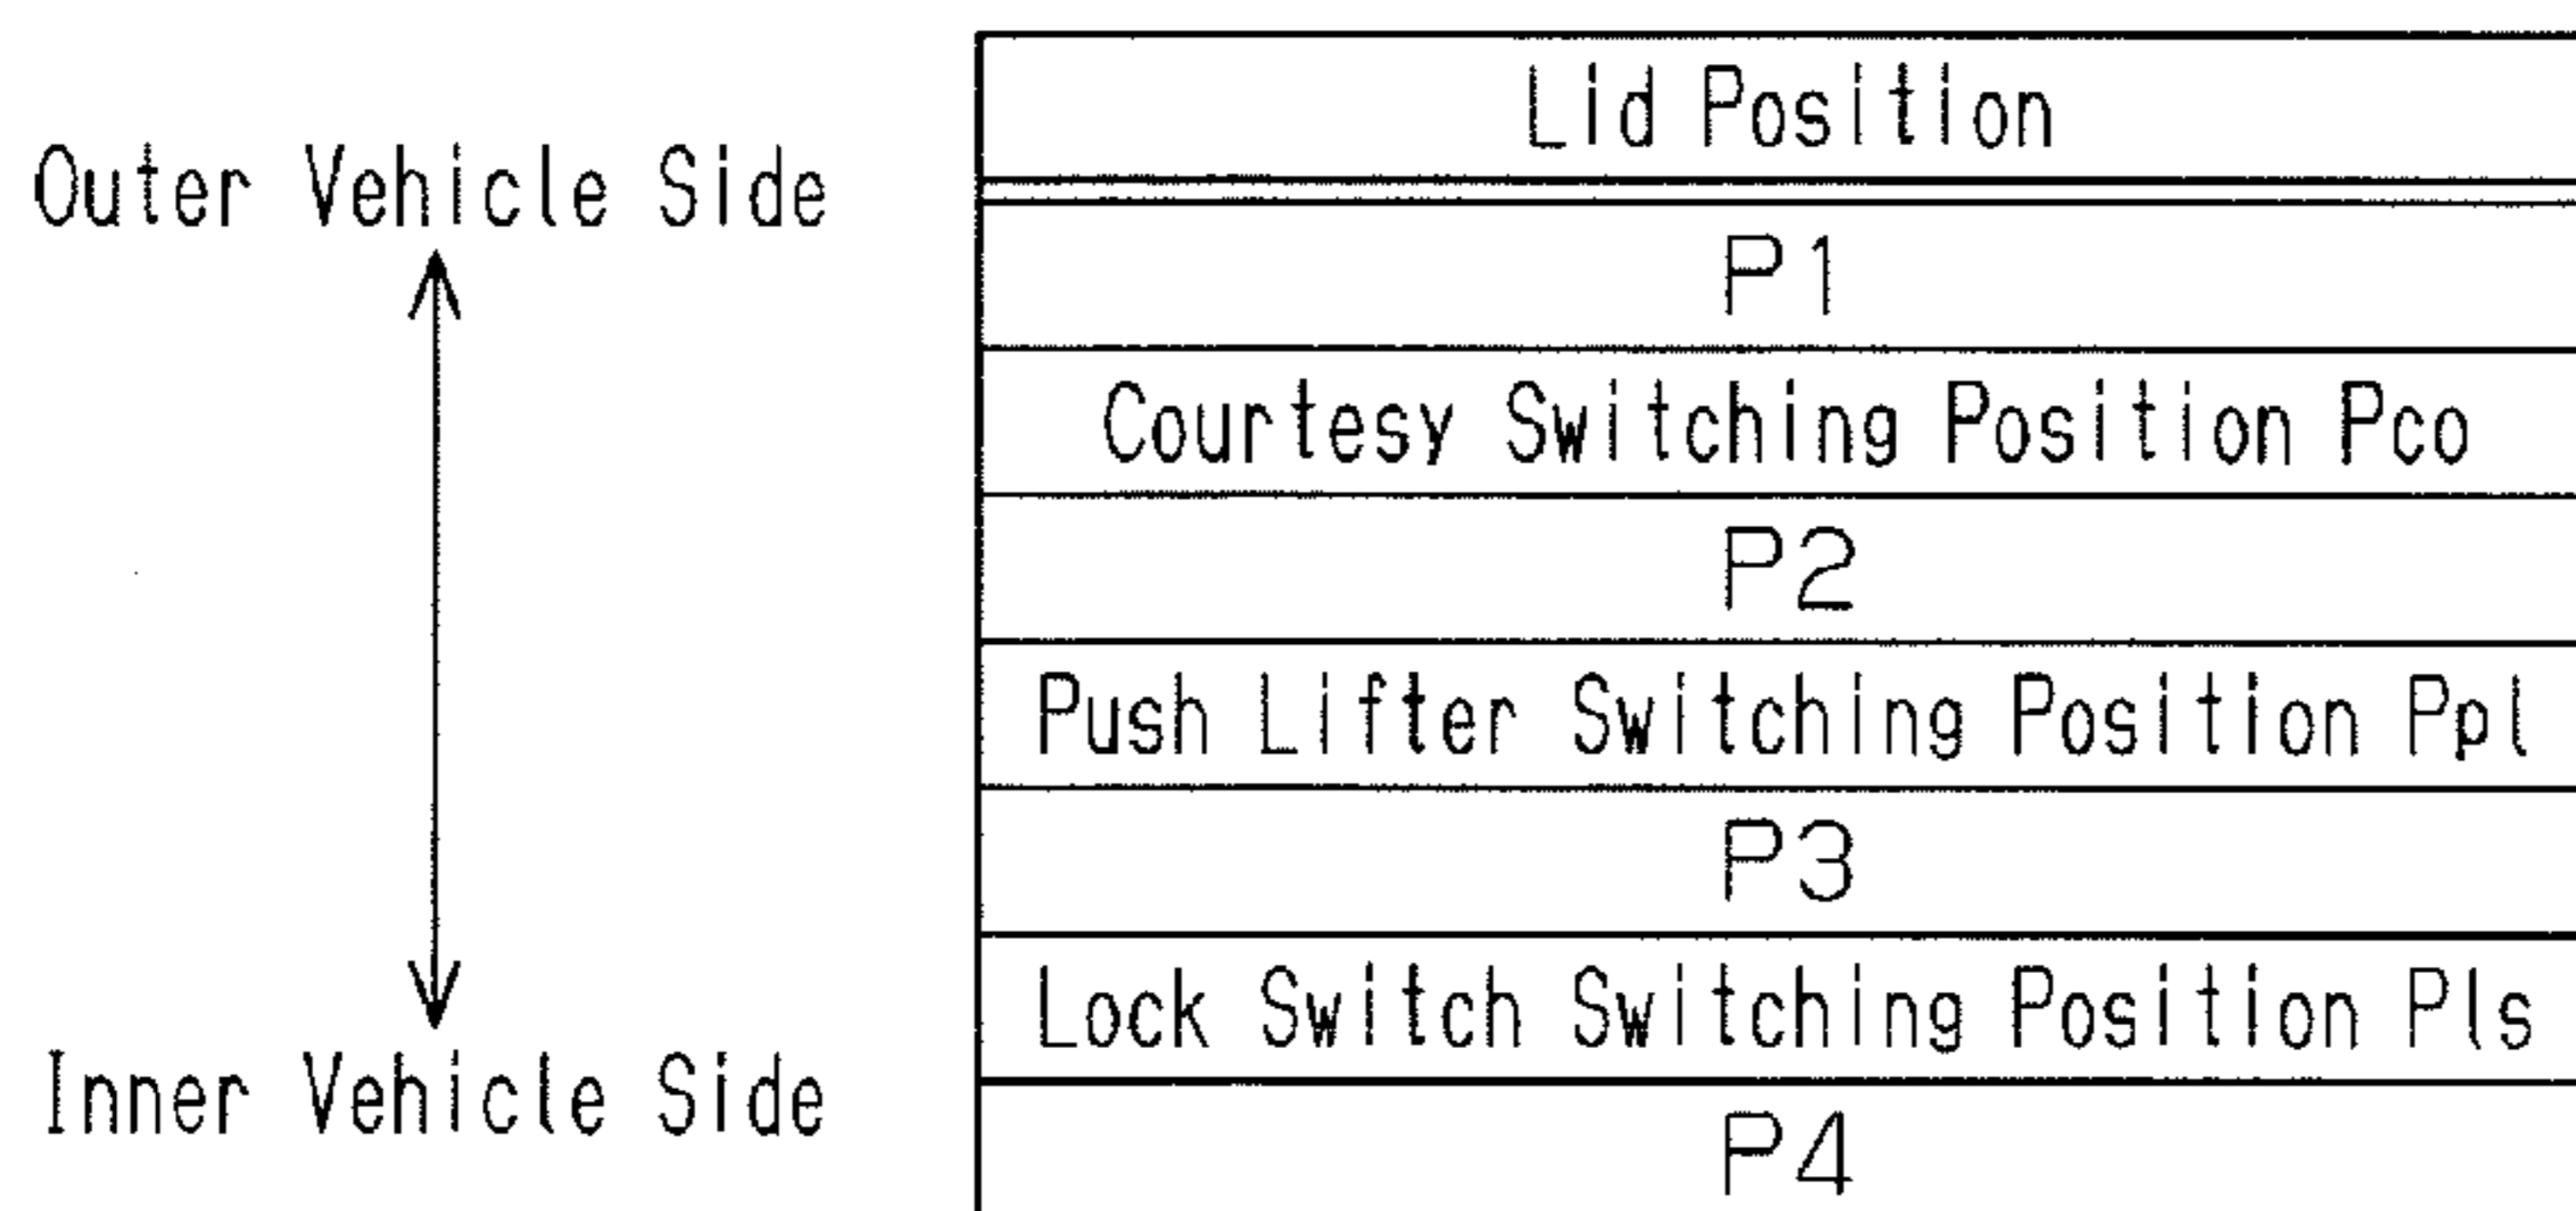 Outer Vehicle Side
Inner Vehicle Side
Lid Position
P1
Courtesy Switching Position Pco
P2
Push Lifter Switching Position Ppl
P3
Lock Switch Switching Position Pls
P4